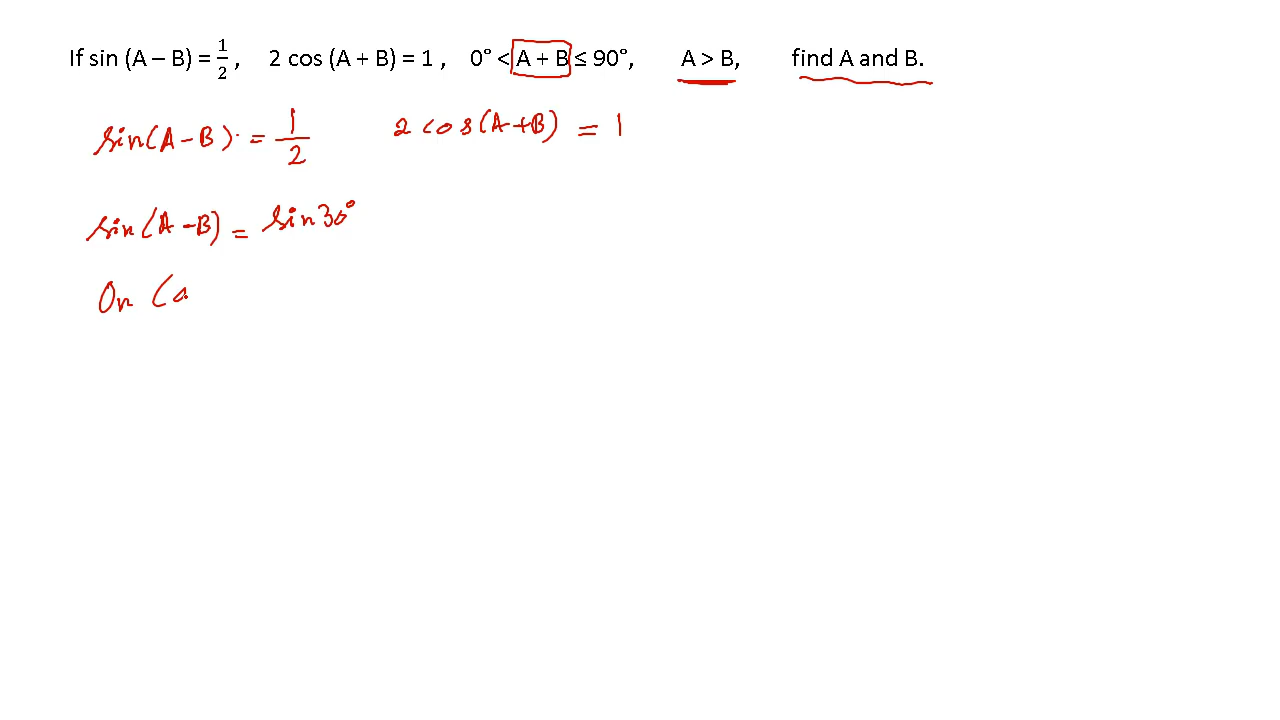 If sin (A – B) = 1/2 , 2 cos (A + B) = 1 , 0° < A + B ≤ 90°, A > B, find A and B.
sin(A - B) = 1/2 2 cos(A+B) = 1
sin(A - B) = sin 30°
On